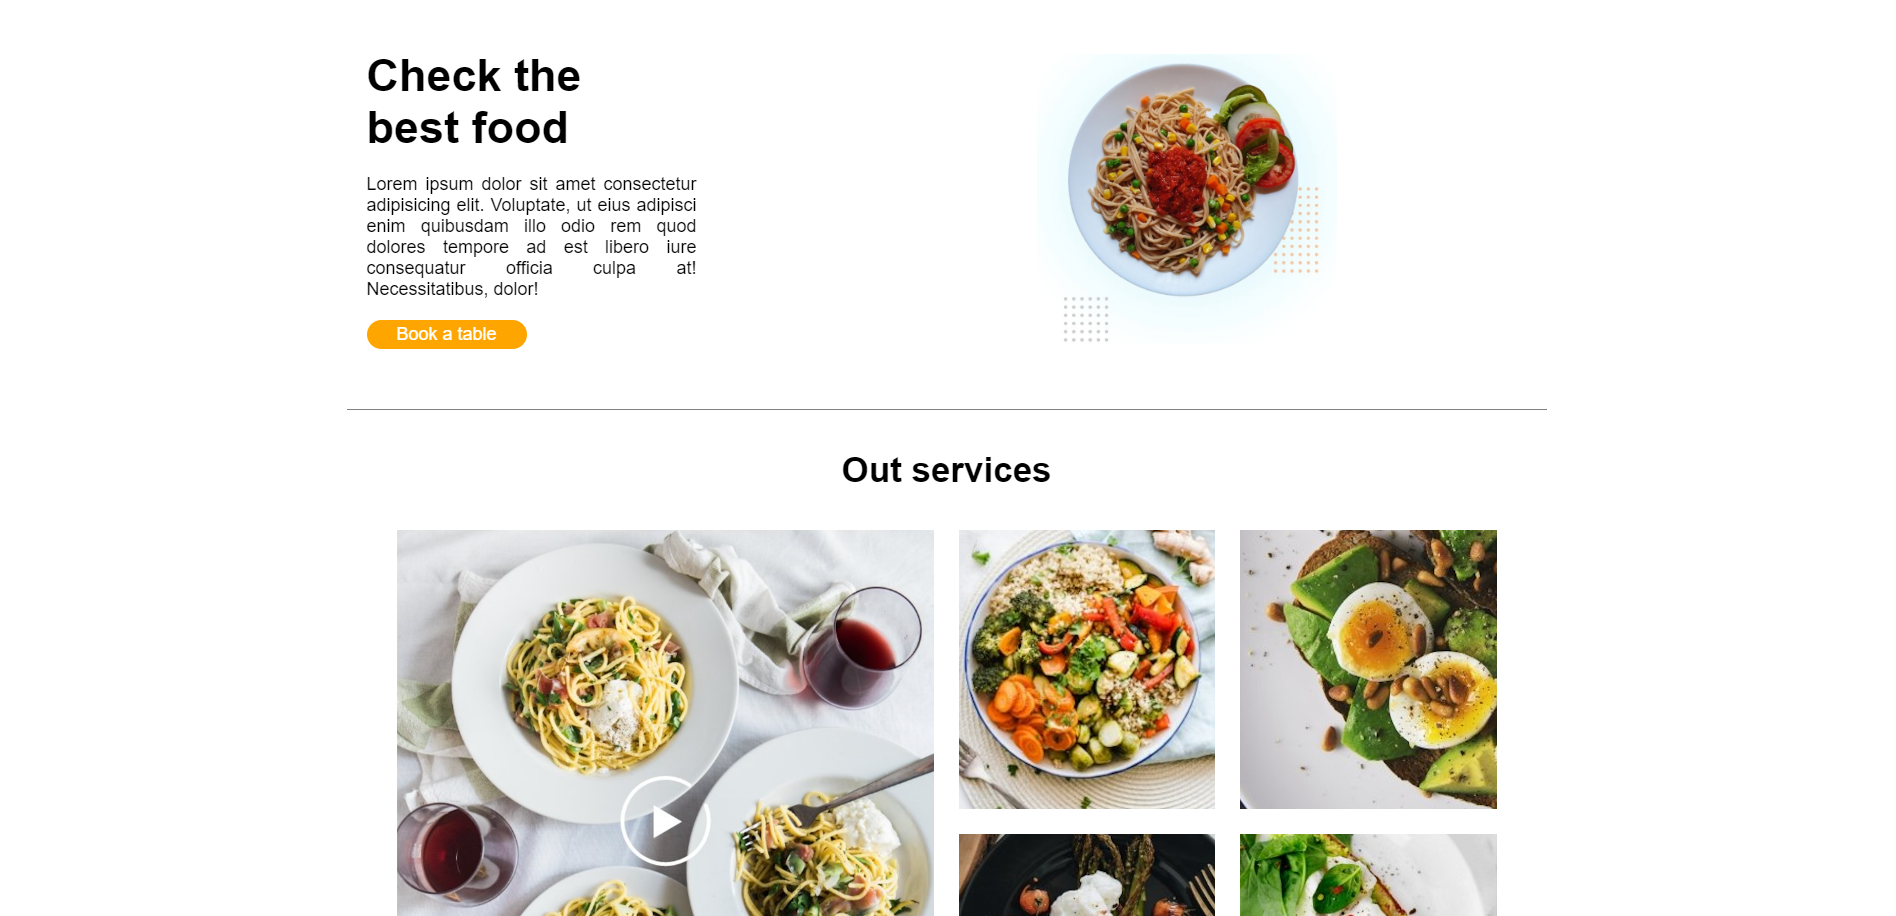 Check the
best food
Lorem ipsum dolor sit amet consectetur
adipisicing elit. Voluptate, ut eius adipisci
enim quibusdam illo odio rem quod
dolores tempore ad est libero iure
consequatur officia culpa at!
Necessitatibus, dolor!
Book a table
Out services